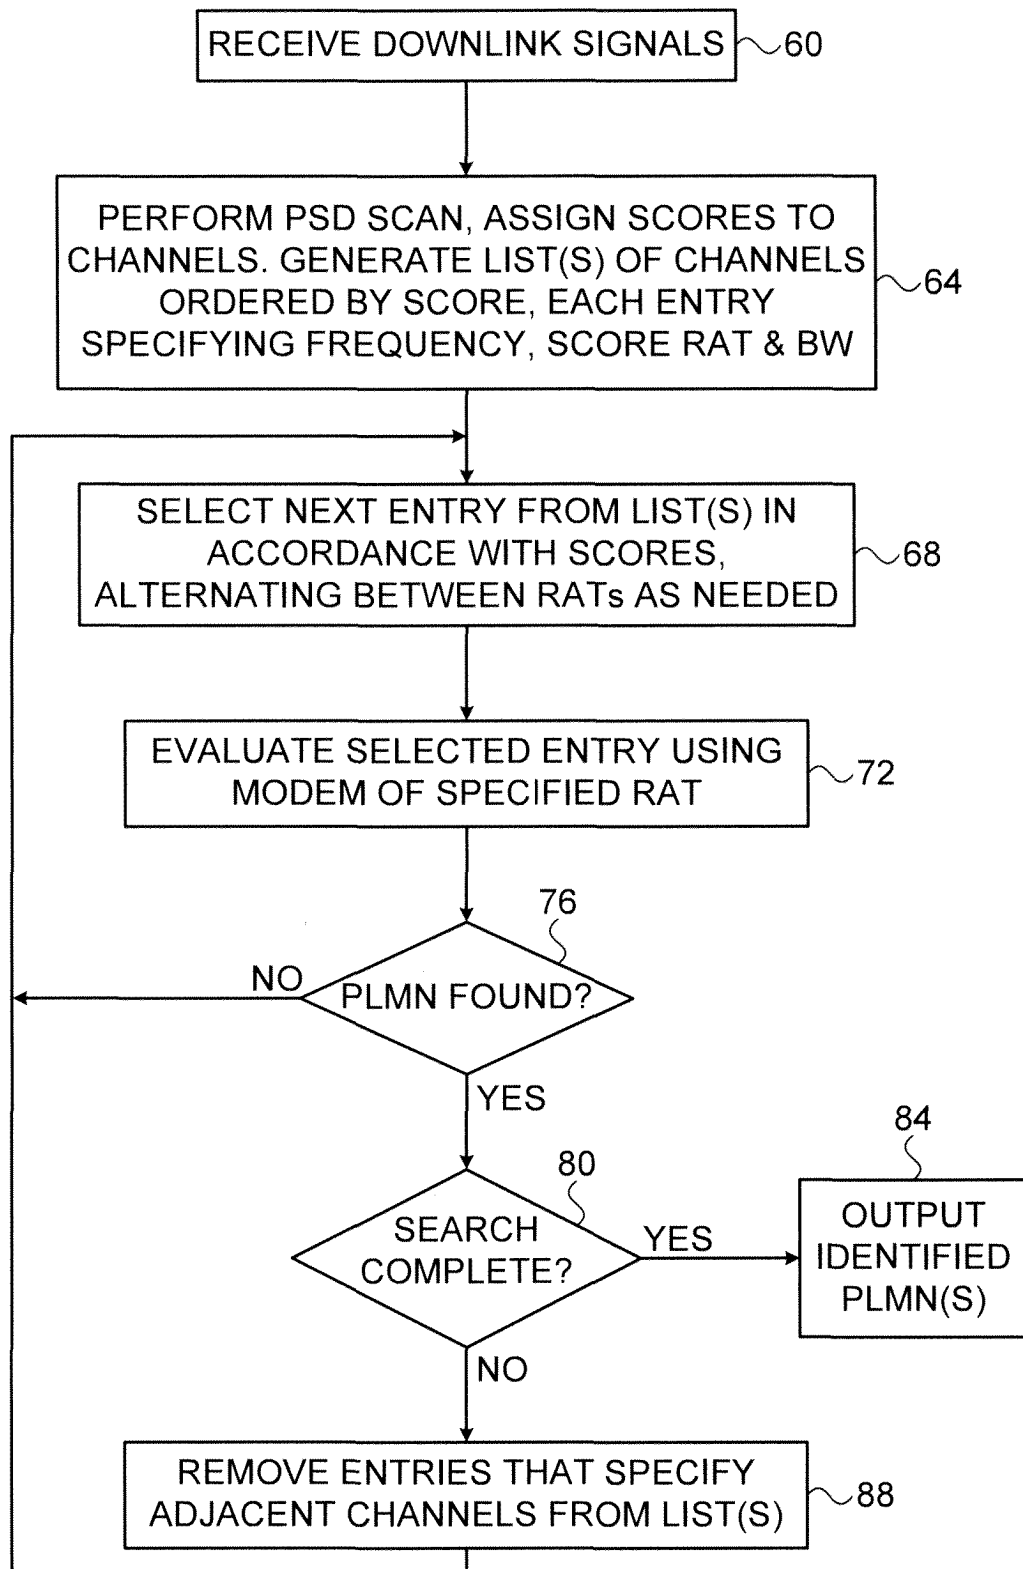 RECEIVE DOWNLINK SIGNALS
60
PERFORM PSD SCAN, ASSIGN SCORES TO
CHANNELS. GENERATE LIST(S) OF CHANNELS
ORDERED BY SCORE, EACH ENTRY
SPECIFYING FREQUENCY, SCORE RAT & BW
64
SELECT NEXT ENTRY FROM LIST(S) IN
ACCORDANCE WITH SCORES,
ALTERNATING BETWEEN RATs AS NEEDED
68
EVALUATE SELECTED ENTRY USING
MODEM OF SPECIFIED RAT
72
76
NO
PLMN FOUND?
YES
80
SEARCH
COMPLETE?
YES
84
OUTPUT
IDENTIFIED
PLMN(S)
NO
REMOVE ENTRIES THAT SPECIFY
ADJACENT CHANNELS FROM LIST(S)
88